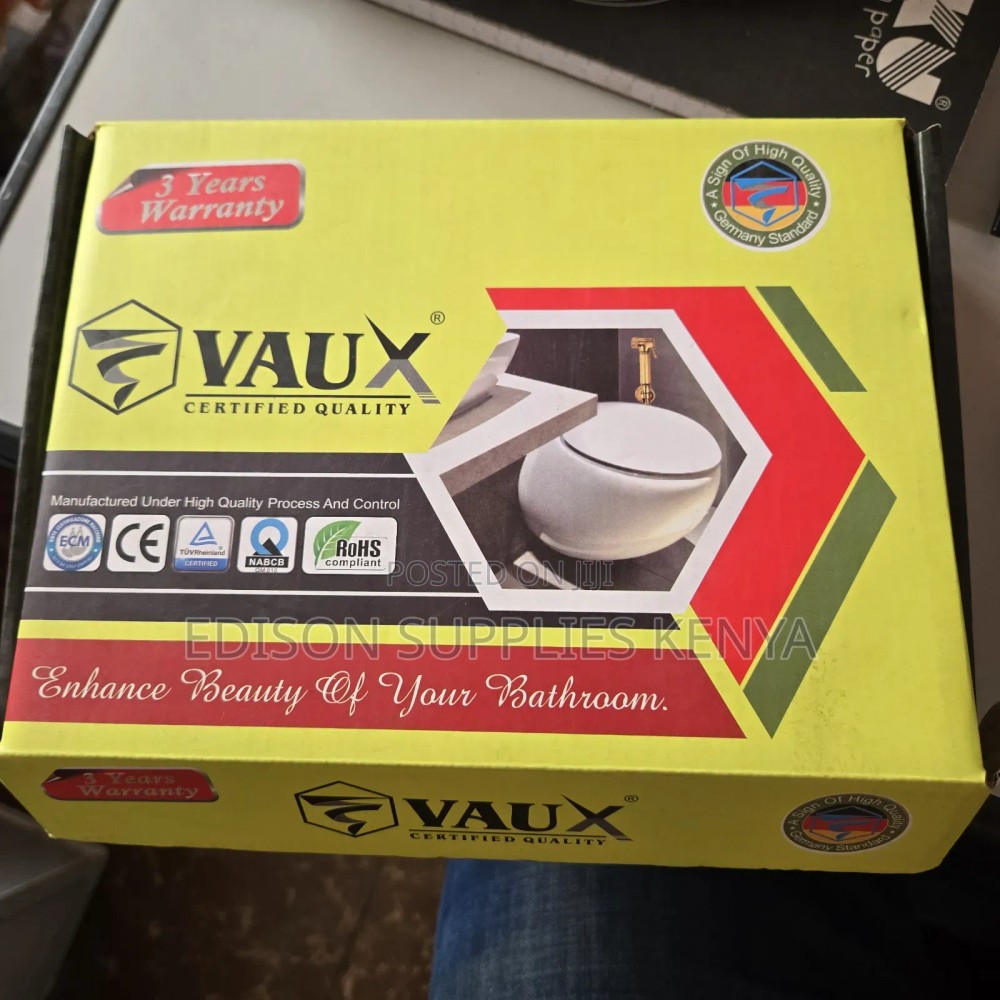 paper
®
3 Years
Warranty
A Sign Of High Quality
Germany Standard
VAUX®
CERTIFIED QUALITY
Manufactured Under High Quality Process And Control
ECM
CE
TÜVRheinland
CERTIFIED
NABCB
RoHS
compliant
POSTED ON JIJI
EDISON SUPPLIES KENYA
Enhance Beauty Of Your Bathroom.
3 Years
Warranty
VAUX®
CERTIFIED QUALITY
A Sign Of High Quality
Germany Standard